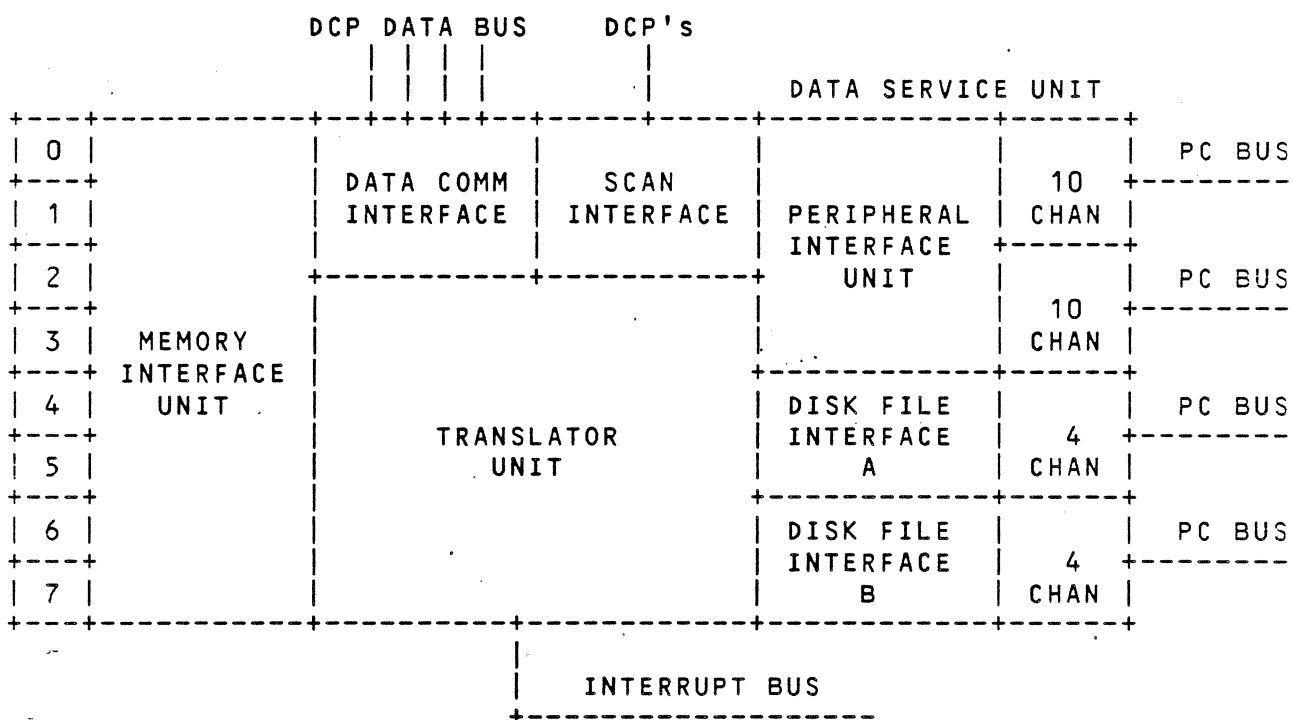 DCP DATA BUS DCP's
DATA SERVICE UNIT
0
1
2
3
4
5
6
7
MEMORY
INTERFACE
UNIT
DATA COMM
INTERFACE
SCAN
INTERFACE
TRANSLATOR
UNIT
PERIPHERAL
INTERFACE
UNIT
10
CHAN
10
CHAN
DISK FILE
INTERFACE
A
4
CHAN
DISK FILE
INTERFACE
B
4
CHAN
PC BUS
PC BUS
PC BUS
PC BUS
INTERRUPT BUS